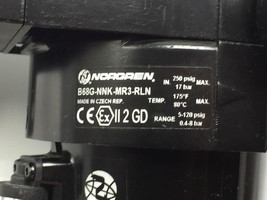 NORGREN
B68G-NNK-MR3-RLN
MADE IN CZECH REP.
IN 250 psig MAX.
17 bar
TEMP. 175°F MAX.
80°C
CE Ex II 2 GD
RANGE 5-120 psig
0.4-8 bar